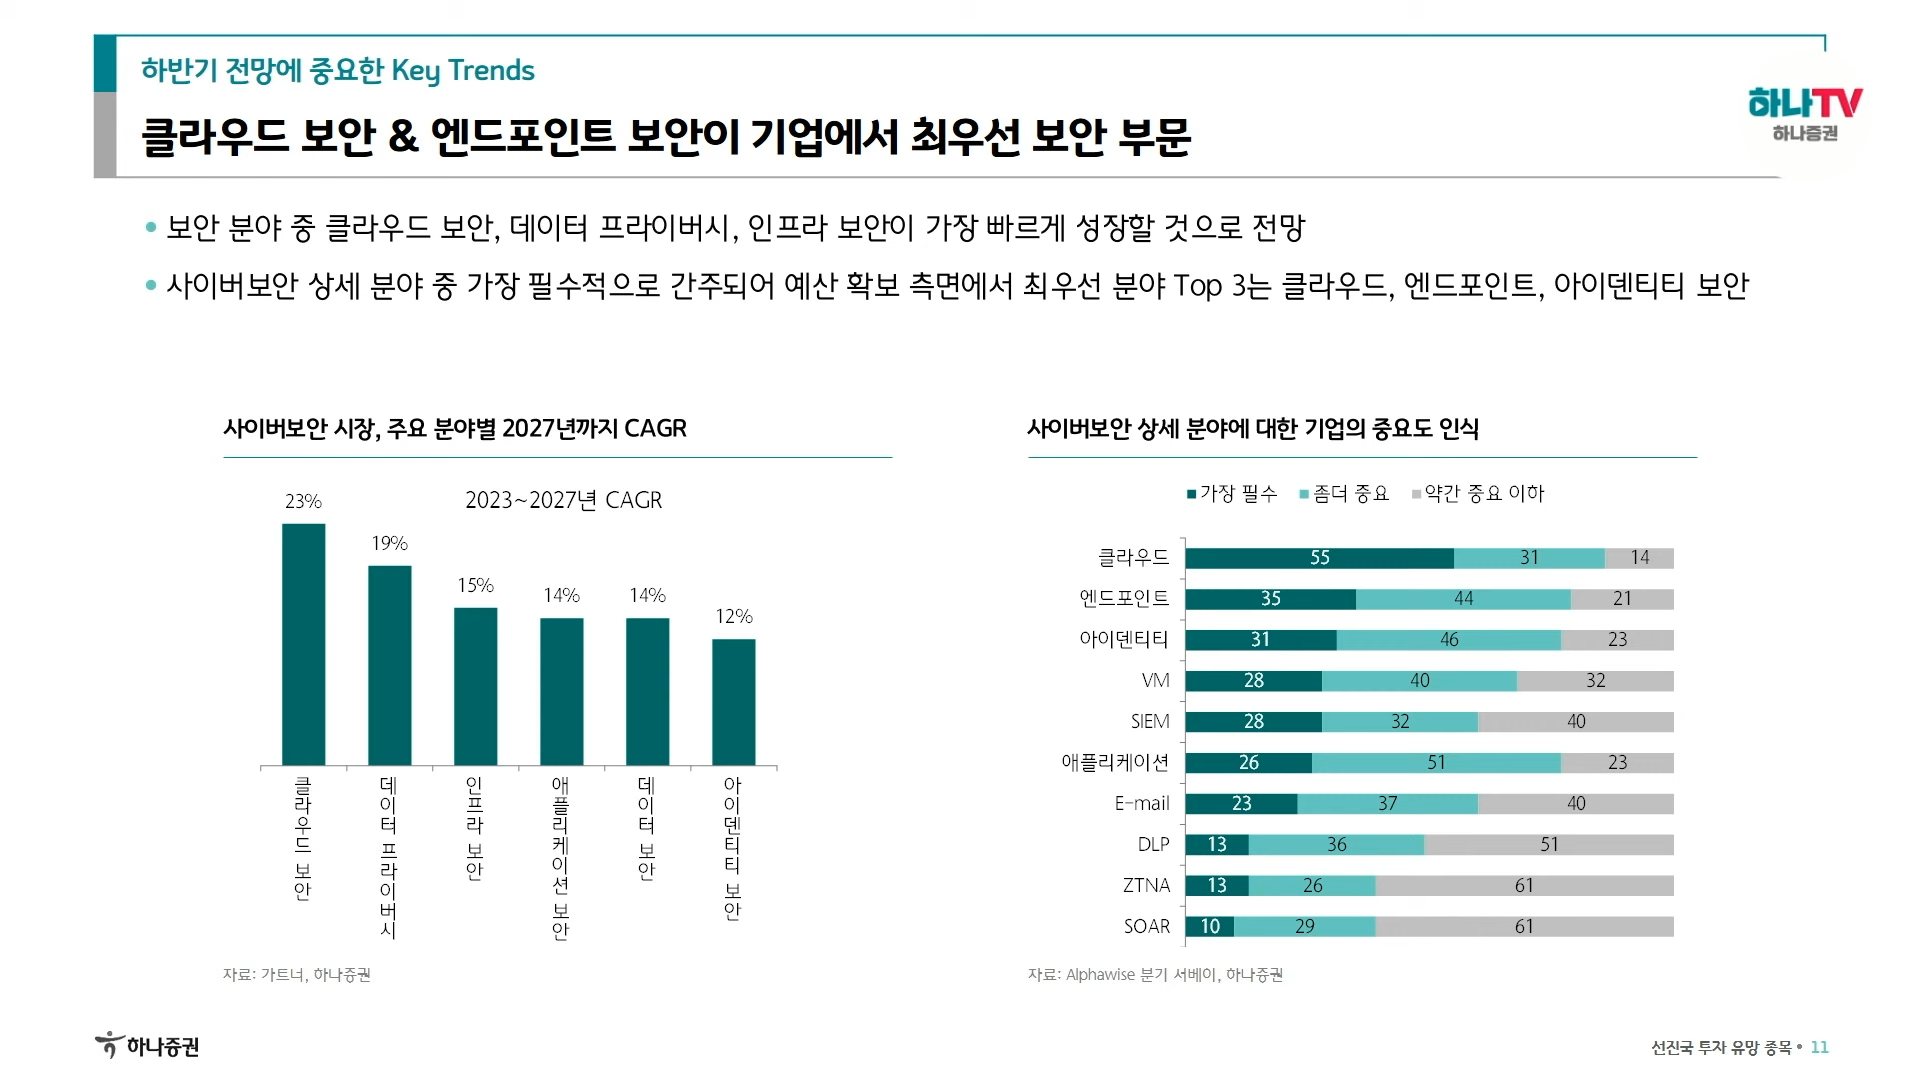 하반기 전망에 중요한 Key Trends
클라우드 보안 & 엔드포인트 보안이 기업에서 최우선 보안 부문
하나TV
하나증권
• 보안 분야 중 클라우드 보안, 데이터 프라이버시, 인프라 보안이 가장 빠르게 성장할 것으로 전망
• 사이버보안 상세 분야 중 가장 필수적으로 간주되어 예산 확보 측면에서 최우선 분야 Top 3는 클라우드, 엔드포인트, 아이덴티티 보안
사이버보안 시장, 주요 분야별 2027년까지 CAGR
2023~2027년 CAGR
23%
19%
15%
14%
14%
12%
클라우드 보안
데이터 프라이버시
인프라 보안
애플리케이션 보안
데이터 보안
아이덴티티 보안
자료: 가트너, 하나증권
사이버보안 상세 분야에 대한 기업의 중요도 인식
가장 필수 좀더 중요 약간 중요 이하
클라우드 55 31 14
엔드포인트 35 44 21
아이덴티티 31 46 23
VM 28 40 32
SIEM 28 32 40
애플리케이션 26 51 23
E-mail 23 37 40
DLP 13 36 51
ZTNA 13 26 61
SOAR 10 29 61
자료: Alphawise 분기 서베이, 하나증권
하나증권
선진국 투자 유망 종목 • 11